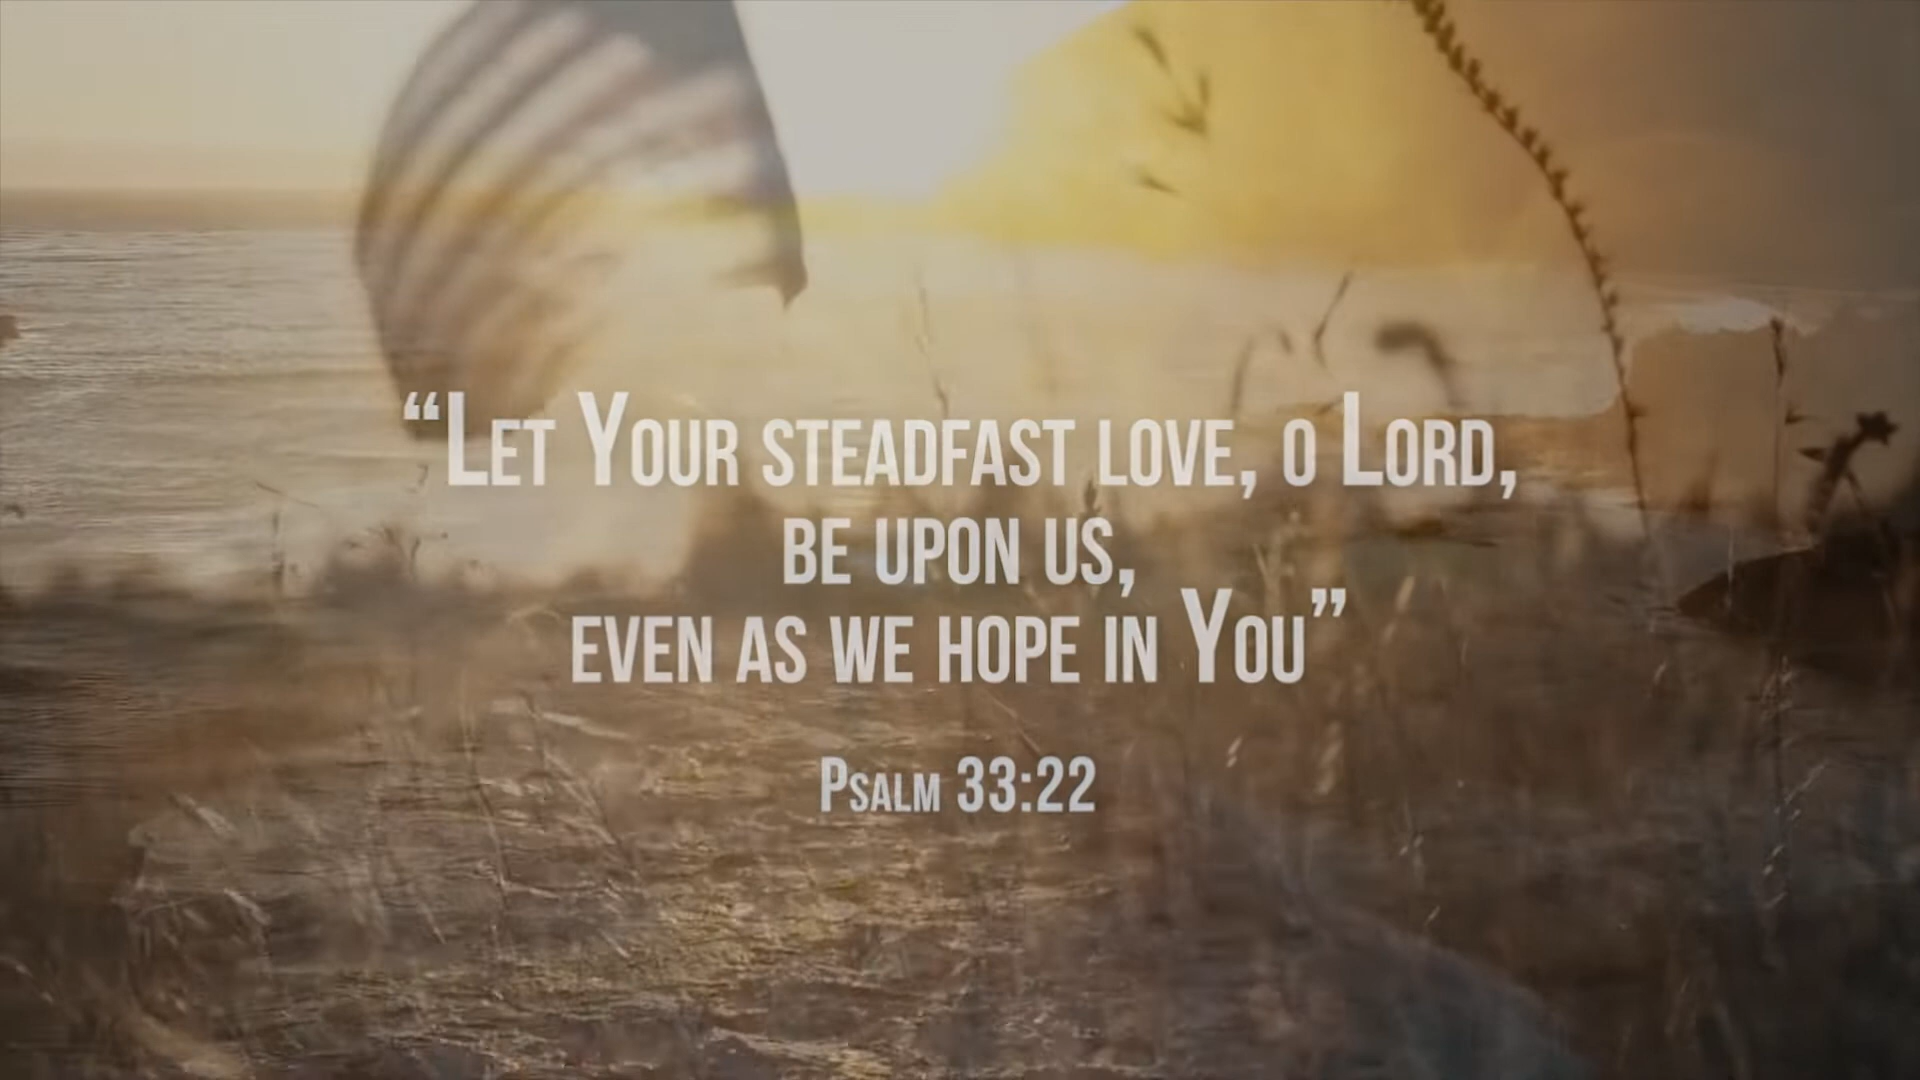 “Let Your steadfast love, o Lord,
be upon us,
even as we hope in You”
Psalm 33:22